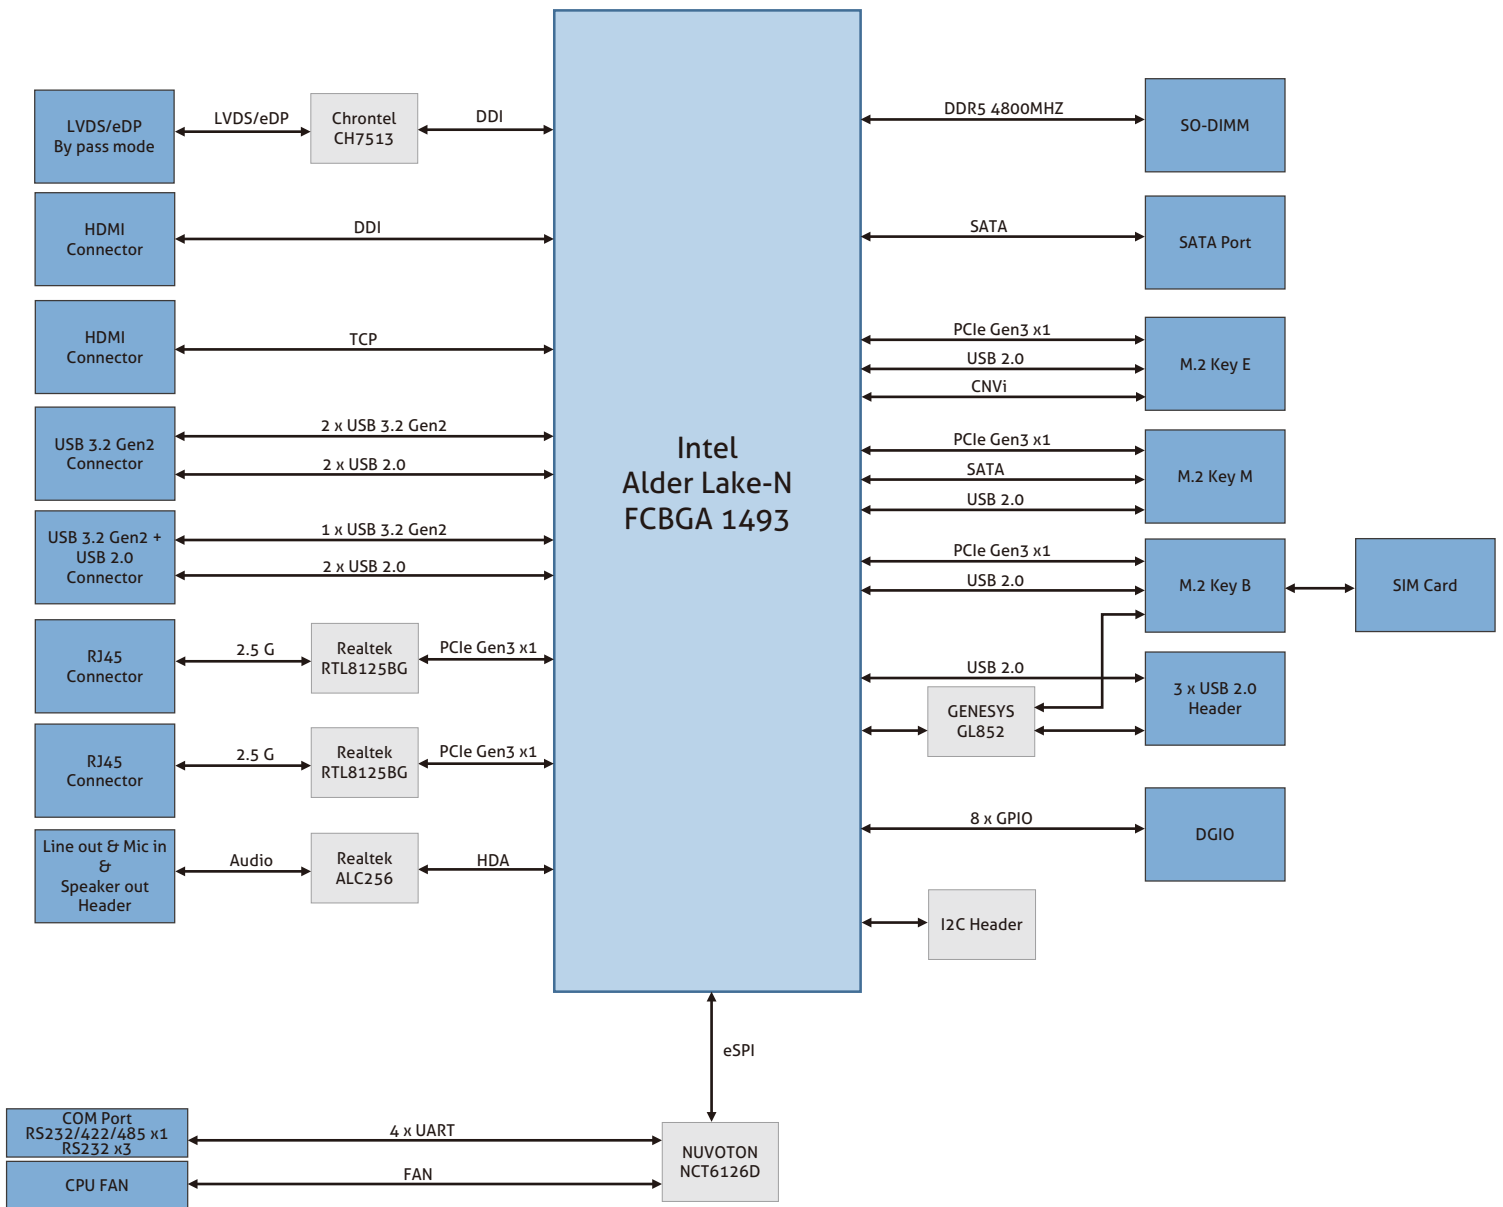 LVDS/eDP
By pass mode
LVDS/eDP
Chrontel
CH7513
DDI
HDMI
Connector
DDI
HDMI
Connector
TCP
USB 3.2 Gen2
Connector
2 x USB 3.2 Gen2
2 x USB 2.0
USB 3.2 Gen2 +
USB 2.0
Connector
1 x USB 3.2 Gen2
2 x USB 2.0
RJ45
Connector
2.5 G
Realtek
RTL8125BG
PCIe Gen3 x1
RJ45
Connector
2.5 G
Realtek
RTL8125BG
PCIe Gen3 x1
Line out & Mic in
&
Speaker out
Header
Audio
Realtek
ALC256
HDA
Intel
Alder Lake-N
FCBGA 1493
DDR5 4800MHZ
SO-DIMM
SATA
SATA Port
PCIe Gen3 x1
USB 2.0
CNVi
M.2 Key E
PCIe Gen3 x1
SATA
USB 2.0
M.2 Key M
PCIe Gen3 x1
USB 2.0
M.2 Key B
SIM Card
USB 2.0
GENESYS
GL852
3 x USB 2.0
Header
8 x GPIO
DGIO
I2C Header
eSPI
COM Port
RS232/422/485 x1
RS232 x3
4 x UART
NUVOTON
NCT6126D
CPU FAN
FAN